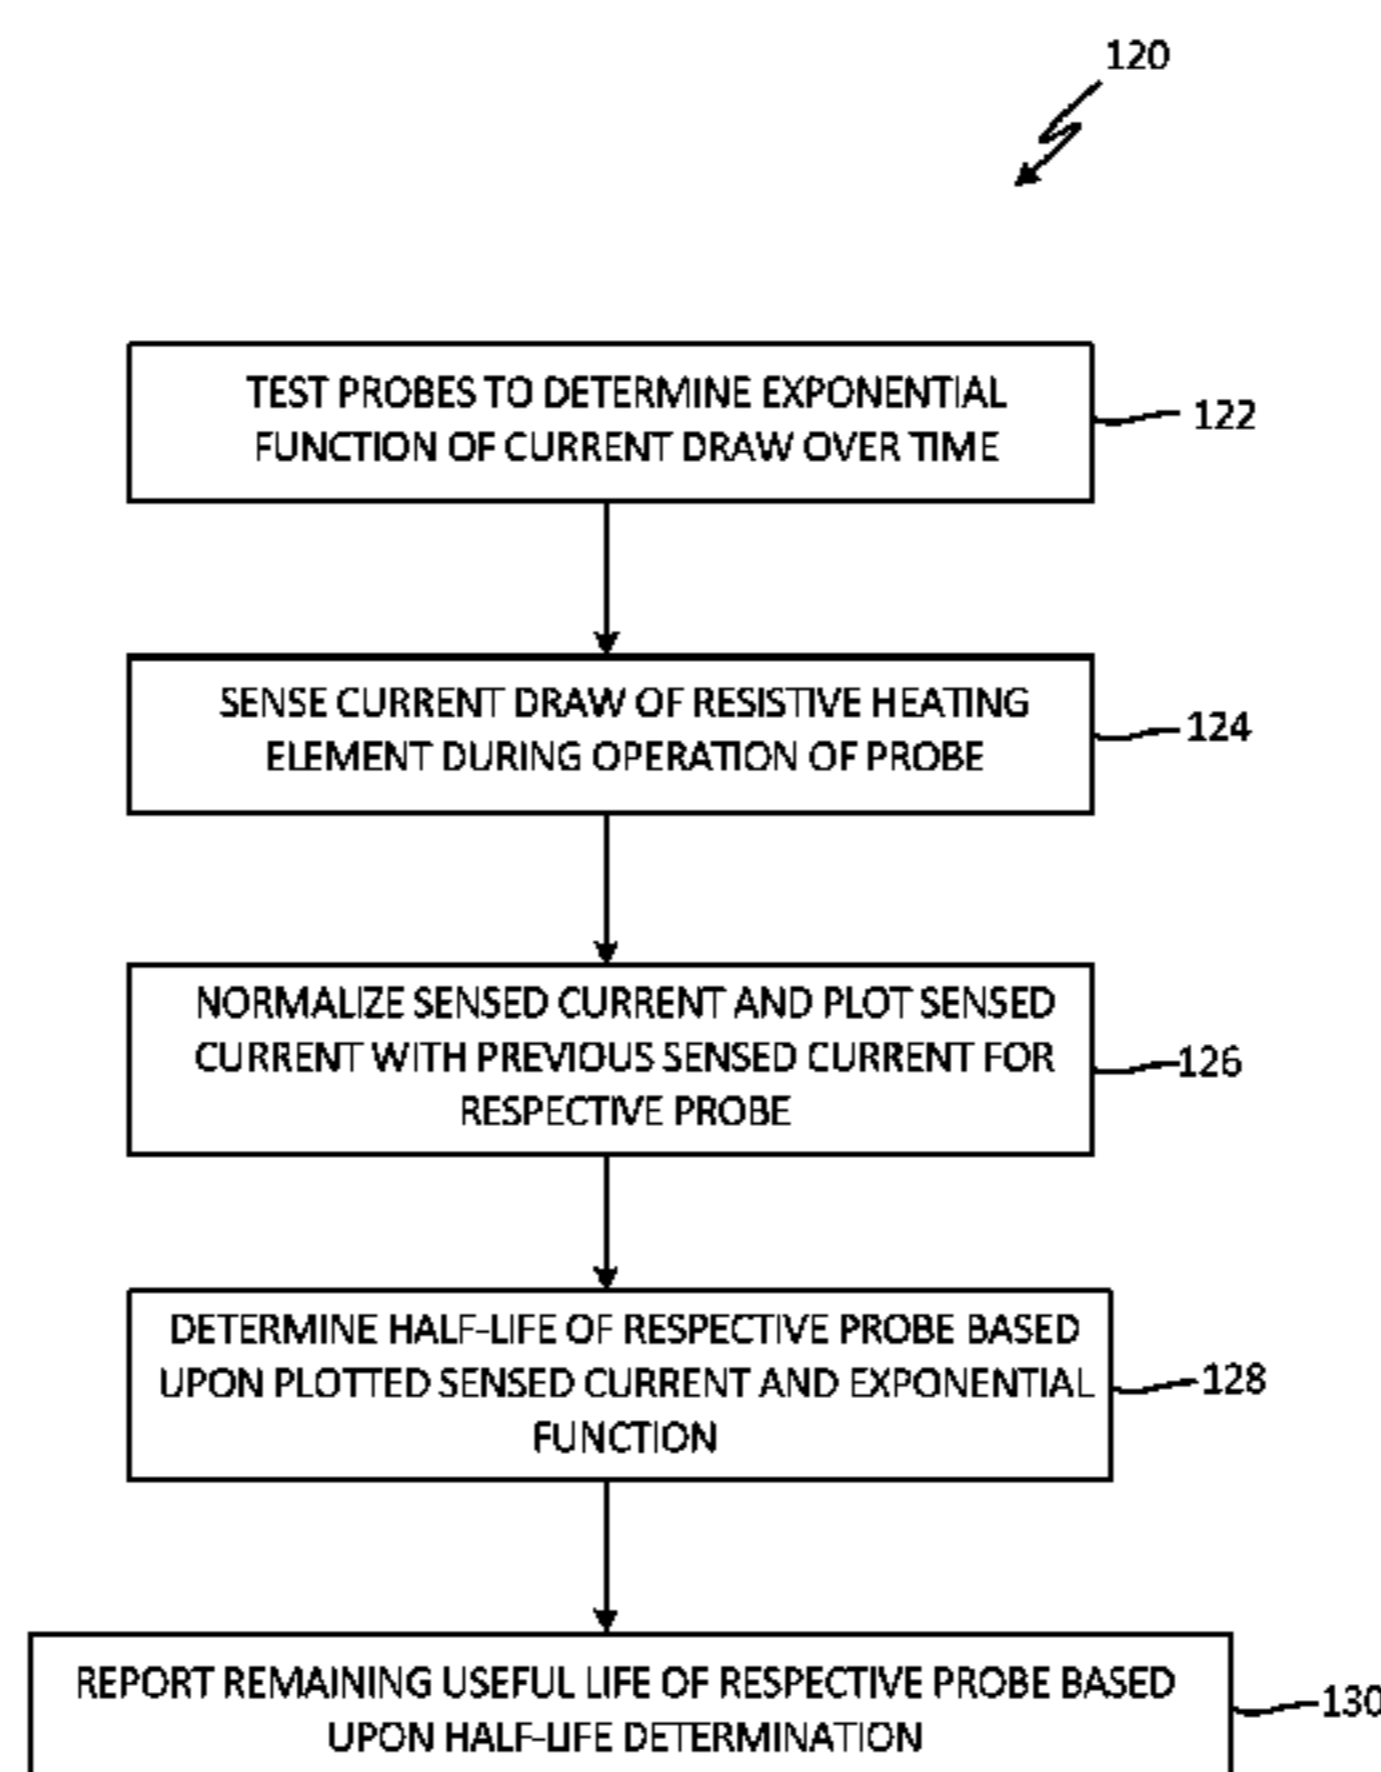 120
TEST PROBES TO DETERMINE EXPONENTIAL
FUNCTION OF CURRENT DRAW OVER TIME
122
SENSE CURRENT DRAW OF RESISTIVE HEATING
ELEMENT DURING OPERATION OF PROBE
124
NORMALIZE SENSED CURRENT AND PLOT SENSED
CURRENT WITH PREVIOUS SENSED CURRENT FOR
RESPECTIVE PROBE
126
DETERMINE HALF-LIFE OF RESPECTIVE PROBE BASED
UPON PLOTTED SENSED CURRENT AND EXPONENTIAL
FUNCTION
128
REPORT REMAINING USEFUL LIFE OF RESPECTIVE PROBE BASED
UPON HALF-LIFE DETERMINATION
130